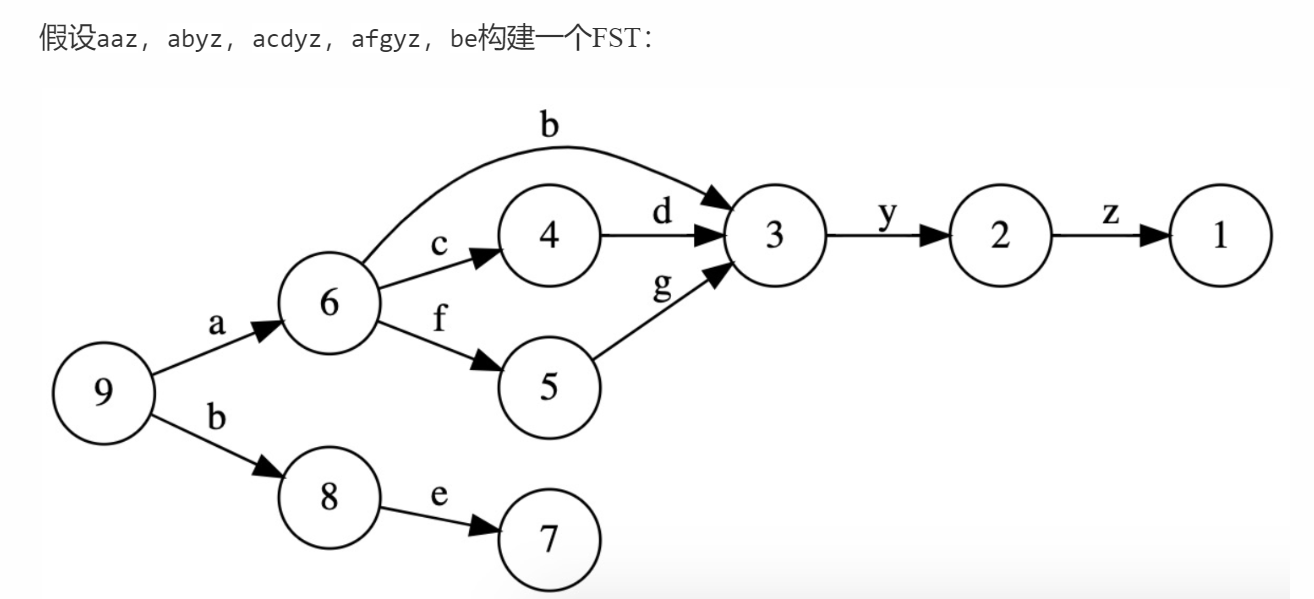 假设aaz, abyz, acdyz, afgyz, be构建一个FST:
b
c
4
d
3
y
2
z
1
6
a
f
g
9
5
b
8
e
7